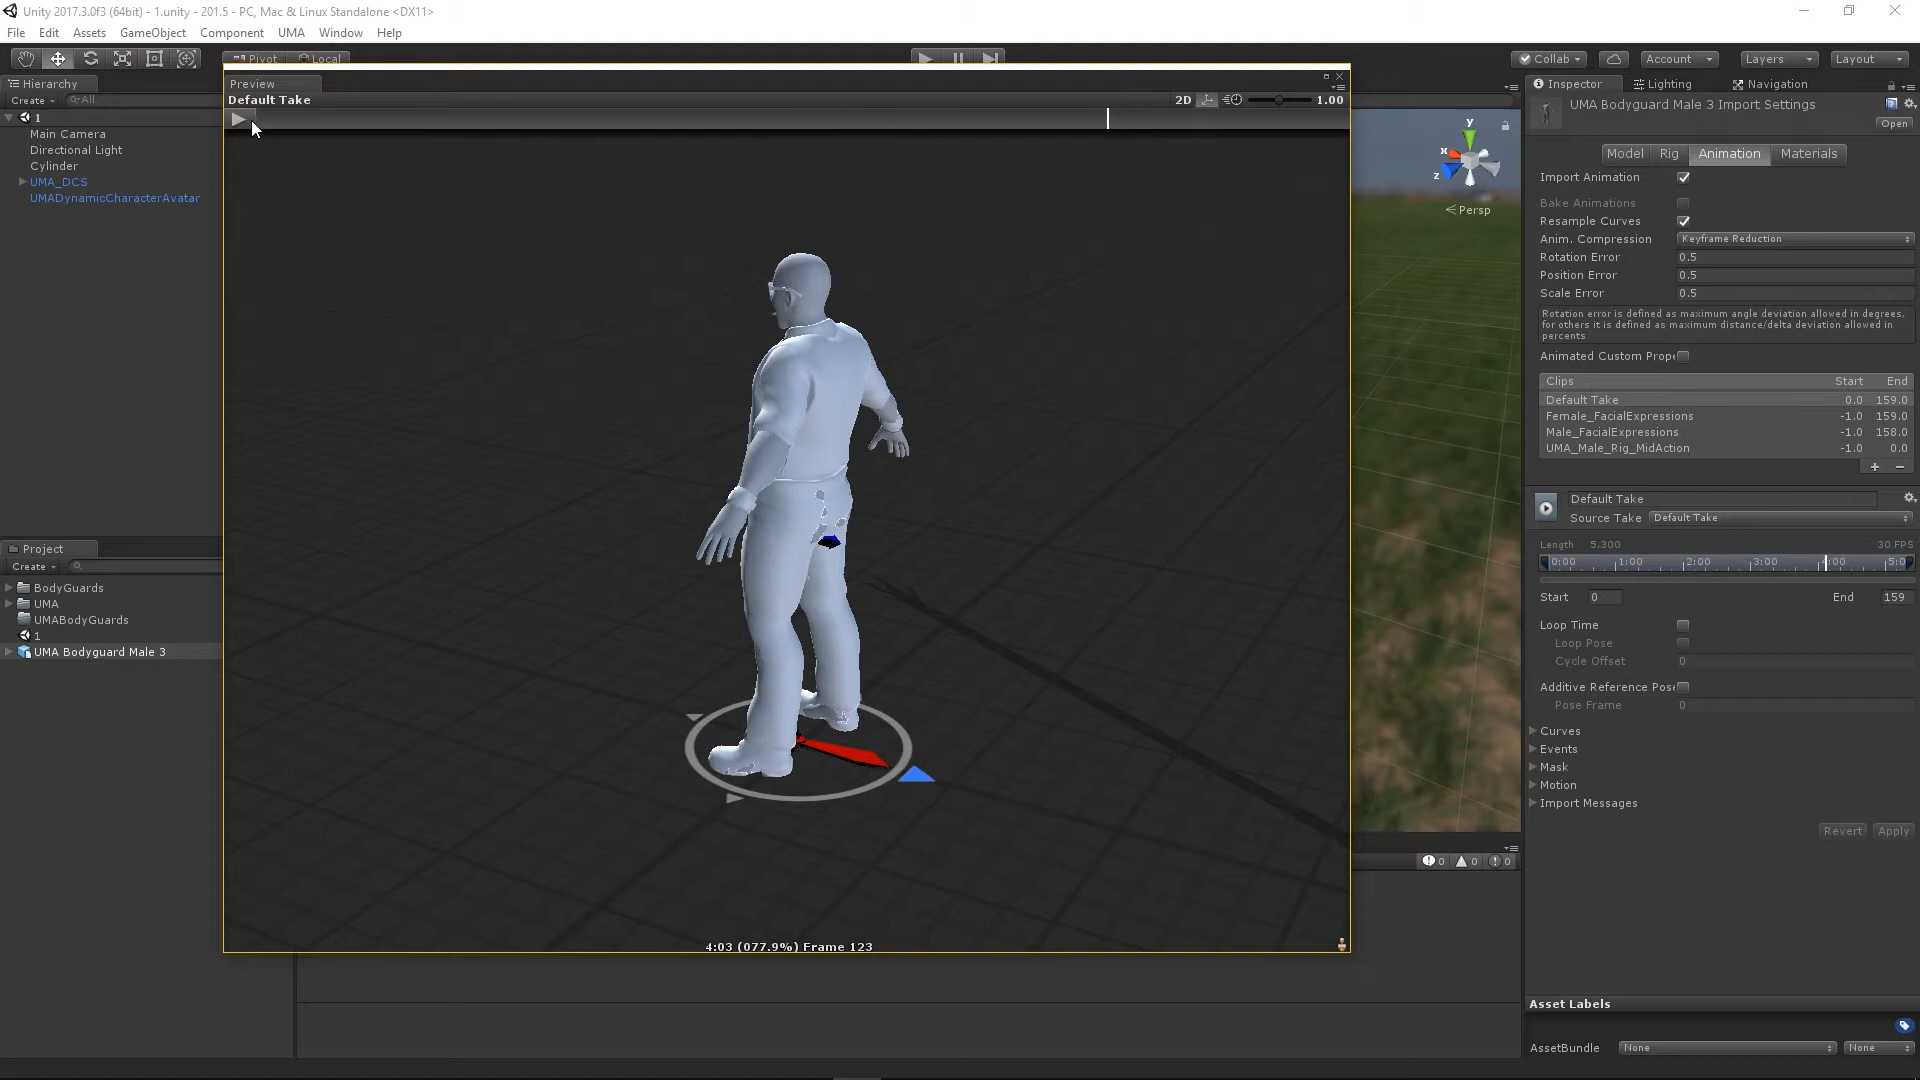 Unity 2017.3.0f3 (64bit) - 1.unity - 201.5 - PC, Mac & Linux Standalone <DX11>
File Edit Assets GameObject Component UMA Window Help
Pivot Local
Collab Account Layers Layout
Hierarchy
Create All
1
Main Camera
Directional Light
Cylinder
UMA_DCS
UMADynamicCharacterAvatar
Project
Create
BodyGuards
UMA
UMABodyGuards
1
UMA Bodyguard Male 3
Preview
Default Take 2D 1.00
4:03 (077.9%) Frame 123
y
x
z
Persp
0 0 0
Inspector Lighting Navigation
UMA Bodyguard Male 3 Import Settings
Open
Model Rig Animation Materials
Import Animation
Bake Animations
Resample Curves
Anim. Compression Keyframe Reduction
Rotation Error 0.5
Position Error 0.5
Scale Error 0.5
Rotation error is defined as maximum angle deviation allowed in degrees,
for others it is defined as maximum distance/delta deviation allowed in
percents
Animated Custom Prope
Clips Start End
Default Take 0.0 159.0
Female_FacialExpressions -1.0 159.0
Male_FacialExpressions -1.0 158.0
UMA_Male_Rig_MidAction -1.0 0.0
+ −
Default Take
Source Take Default Take
Length 5.300 30 FPS
0:00 1:00 2:00 3:00 4:00 5:0
Start 0 End 159
Loop Time
Loop Pose
Cycle Offset 0
Additive Reference Pose
Pose Frame 0
Curves
Events
Mask
Motion
Import Messages
Revert Apply
Asset Labels
AssetBundle None None